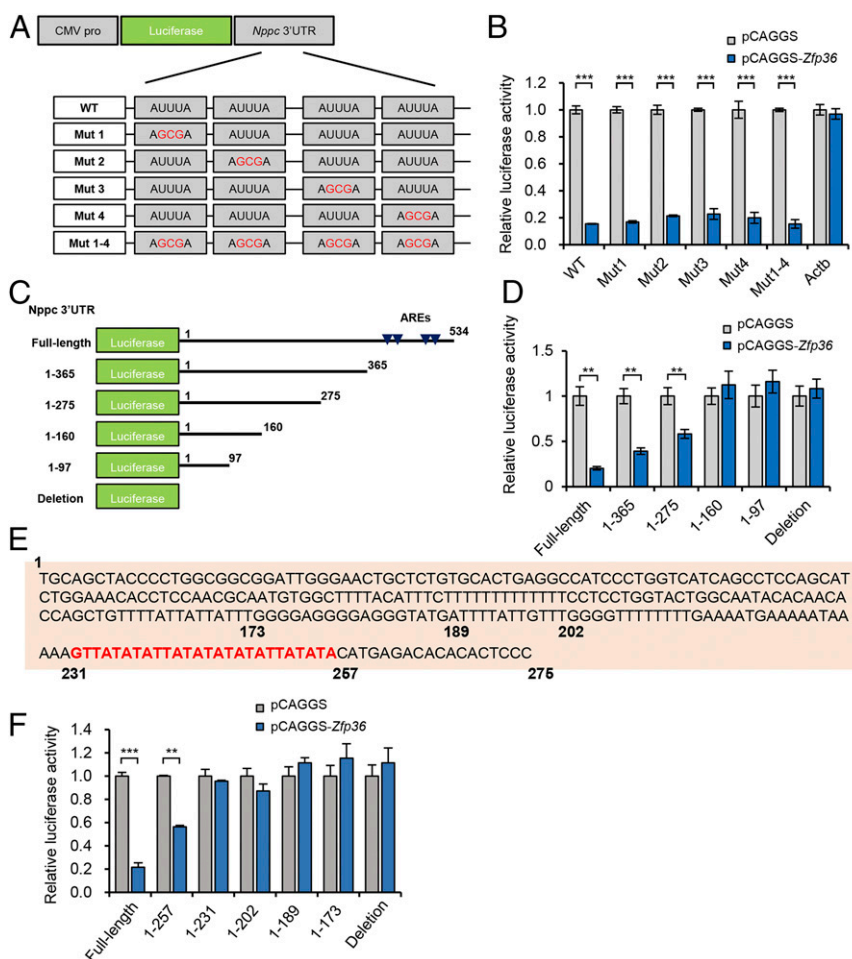 A
CMV pro Luciferase Nppc 3'UTR
WT AUUUA AUUUA AUUUA AUUUA
Mut 1 AGCGA AUUUA AUUUA AUUUA
Mut 2 AUUUA AGCGA AUUUA AUUUA
Mut 3 AUUUA AUUUA AGCGA AUUUA
Mut 4 AUUUA AUUUA AUUUA AGCGA
Mut 1-4 AGCGA AGCGA AGCGA AGCGA
B
pCAGGS
pCAGGS-Zfp36
Relative luciferase activity
1.2
1.0
0.8
0.6
0.4
0.2
0.0
*** *** *** *** *** ***
WT Mut1 Mut2 Mut3 Mut4 Mut1-4 Actb
C
Nppc 3'UTR
AREs
Full-length Luciferase 1 534
1-365 Luciferase 1 365
1-275 Luciferase 1 275
1-160 Luciferase 1 160
1-97 Luciferase 1 97
Deletion Luciferase
D
pCAGGS
pCAGGS-Zfp36
Relative luciferase activity
1.5
1
0.5
0
** ** **
Full-length 1-365 1-275 1-160 1-97 Deletion
E
1
TGCAGCTACCCCTGGCGGCGGATTGGGAACTGCTCTGTGCACTGAGGCCATCCCTGGTCATCAGCCTCCAGCAT
CTGGAAACACCTCCAACGCAATGTGGCTTTTACATTTCTTTTTTTTTTTTTCCTCCTGGTACTGGCAATACACAACA
CCAGCTGTTTTATTATTATTTGGGGAGGGGAGGGTATGATTTTATTGTTTGGGGTTTTTTTTGAAAATGAAAAATAA
173 189 202
AAAGTTATATATTATATATATATTATATACATGAGACACACACTCCC
231 257 275
F
pCAGGS
pCAGGS-Zfp36
Relative luciferase activity
1.4
1.2
1.0
0.8
0.6
0.4
0.2
0
*** **
Full-length 1-257 1-231 1-202 1-189 1-173 Deletion